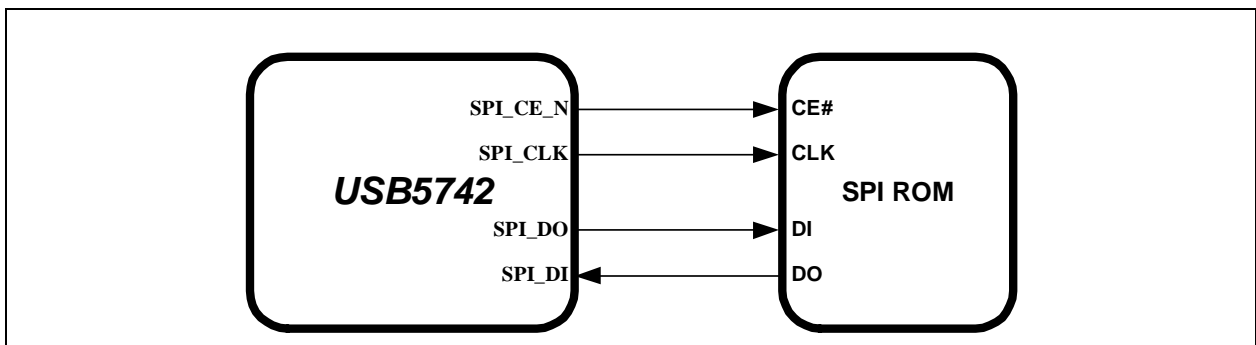 SPI_CE_N
CE#
SPI_CLK
CLK
USB5742
SPI ROM
SPI_DO
DI
SPI_DI
DO